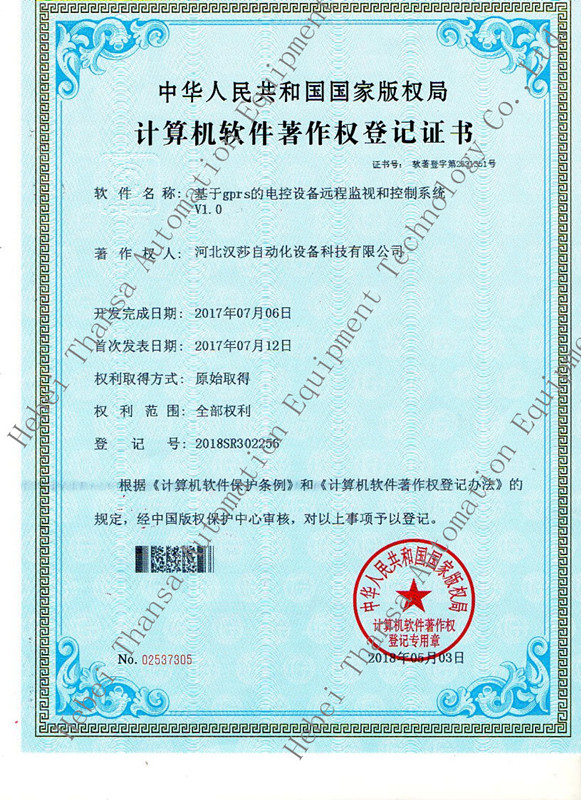 中华人民共和国国家版权局
计算机软件著作权登记证书
证书号： 软著登字第2631351号
软件名称： 基于gprs的电控设备远程监视和控制系统
V1.0
著作权人： 河北汉莎自动化设备科技有限公司
开发完成日期： 2017年07月06日
首次发表日期： 2017年07月12日
权利取得方式： 原始取得
权利范围： 全部权利
登记号： 2018SR302256
根据《计算机软件保护条例》和《计算机软件著作权登记办法》的
规定，经中国版权保护中心审核，对以上事项予以登记。
中华人民共和国国家版权局
计算机软件著作权
登记专用章
2018年05月03日
No. 02537305
Hebei Thansa Automation Equipment Technology Co., Ltd.
Hebei Thansa Automation Equipment Technology Co., Ltd.
Hebei Thansa Automation Equipment